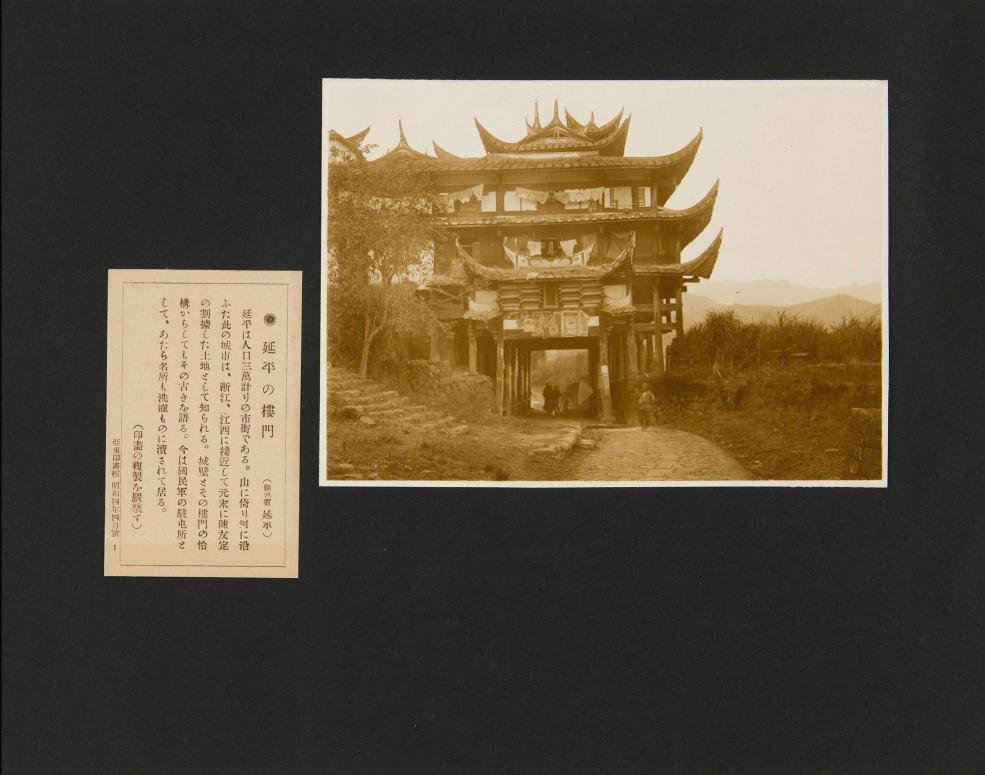 ◉ 延平の樓門
(福建省 延平)
延平は人口三萬計りの市街である。山に倚り河に沿
ふた此の城市は、浙江、江西に接近して元末に陳友定
の割據した土地として知られる。城壁とその樓門の恰
構からしてもその古さを語る。今は國民軍の駐屯所と
して、あたら名所も洗濯ものに瀆されて居る。
(印畫の複製を嚴禁す)
亞東印畫輯 昭和四年四月號 1